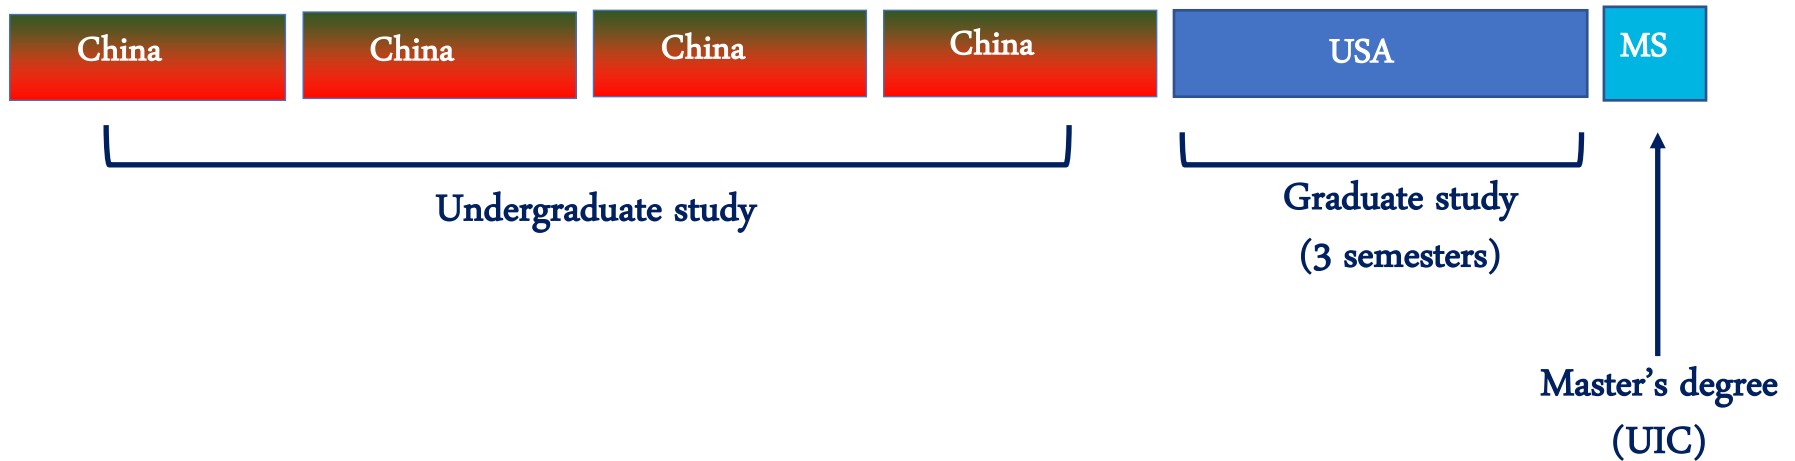 China
China
China
China
USA
MS
Undergraduate study
Graduate study
(3 semesters)
Master’s degree
(UIC)